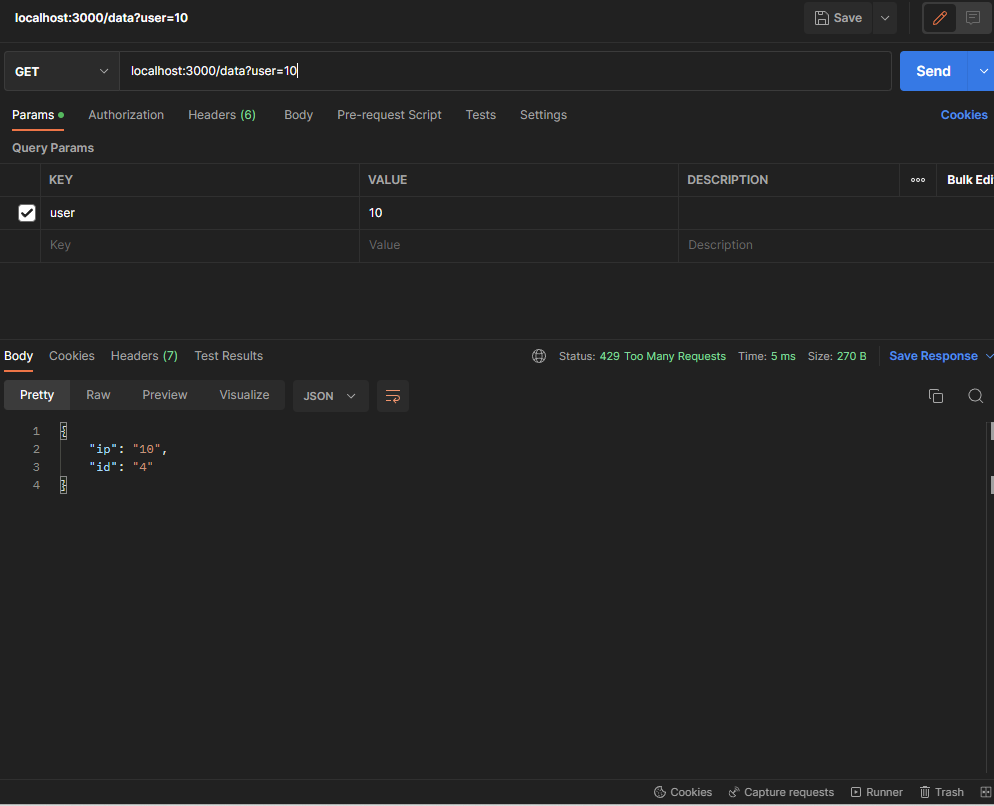 localhost:3000/data?user=10
Save
GET localhost:3000/data?user=10 Send
Params Authorization Headers (6) Body Pre-request Script Tests Settings Cookies
Query Params
KEY VALUE DESCRIPTION ooo Bulk Edi
user 10
Key Value Description
Body Cookies Headers (7) Test Results Status: 429 Too Many Requests Time: 5 ms Size: 270 B Save Response
Pretty Raw Preview Visualize JSON
1 {
2 "ip": "10",
3 "id": "4"
4 }
Cookies Capture requests Runner Trash